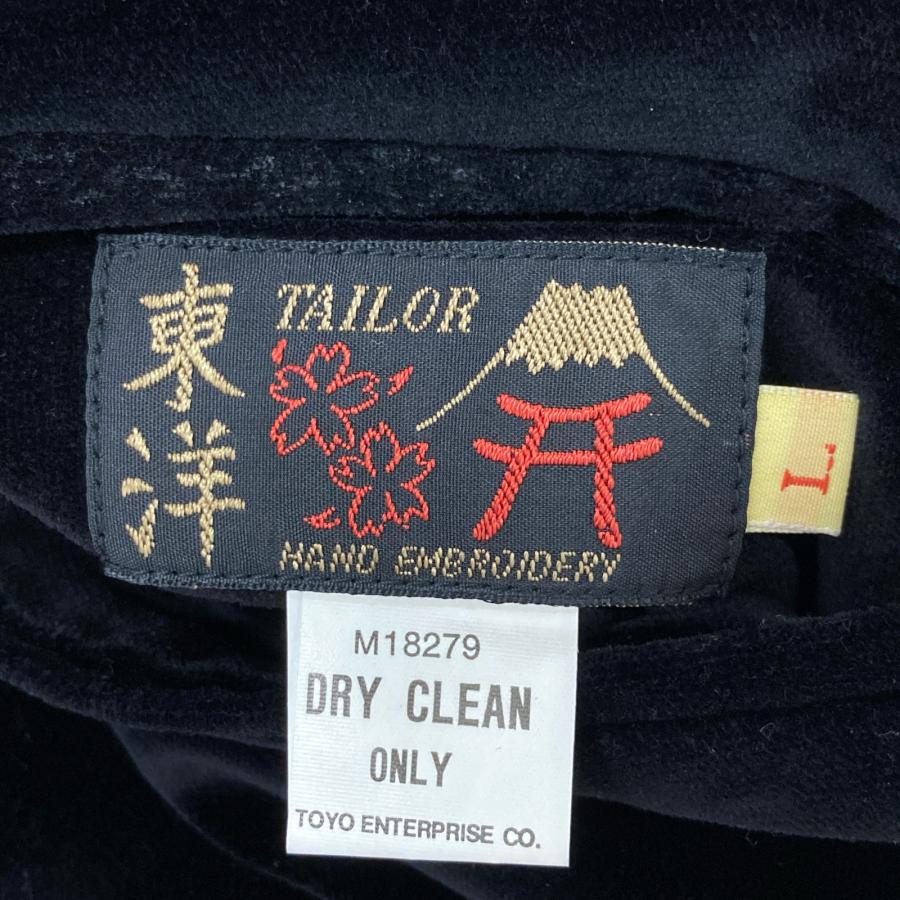 東洋
TAILOR
HAND EMBROIDERY
L.
M18279
DRY CLEAN
ONLY
TOYO ENTERPRISE CO.